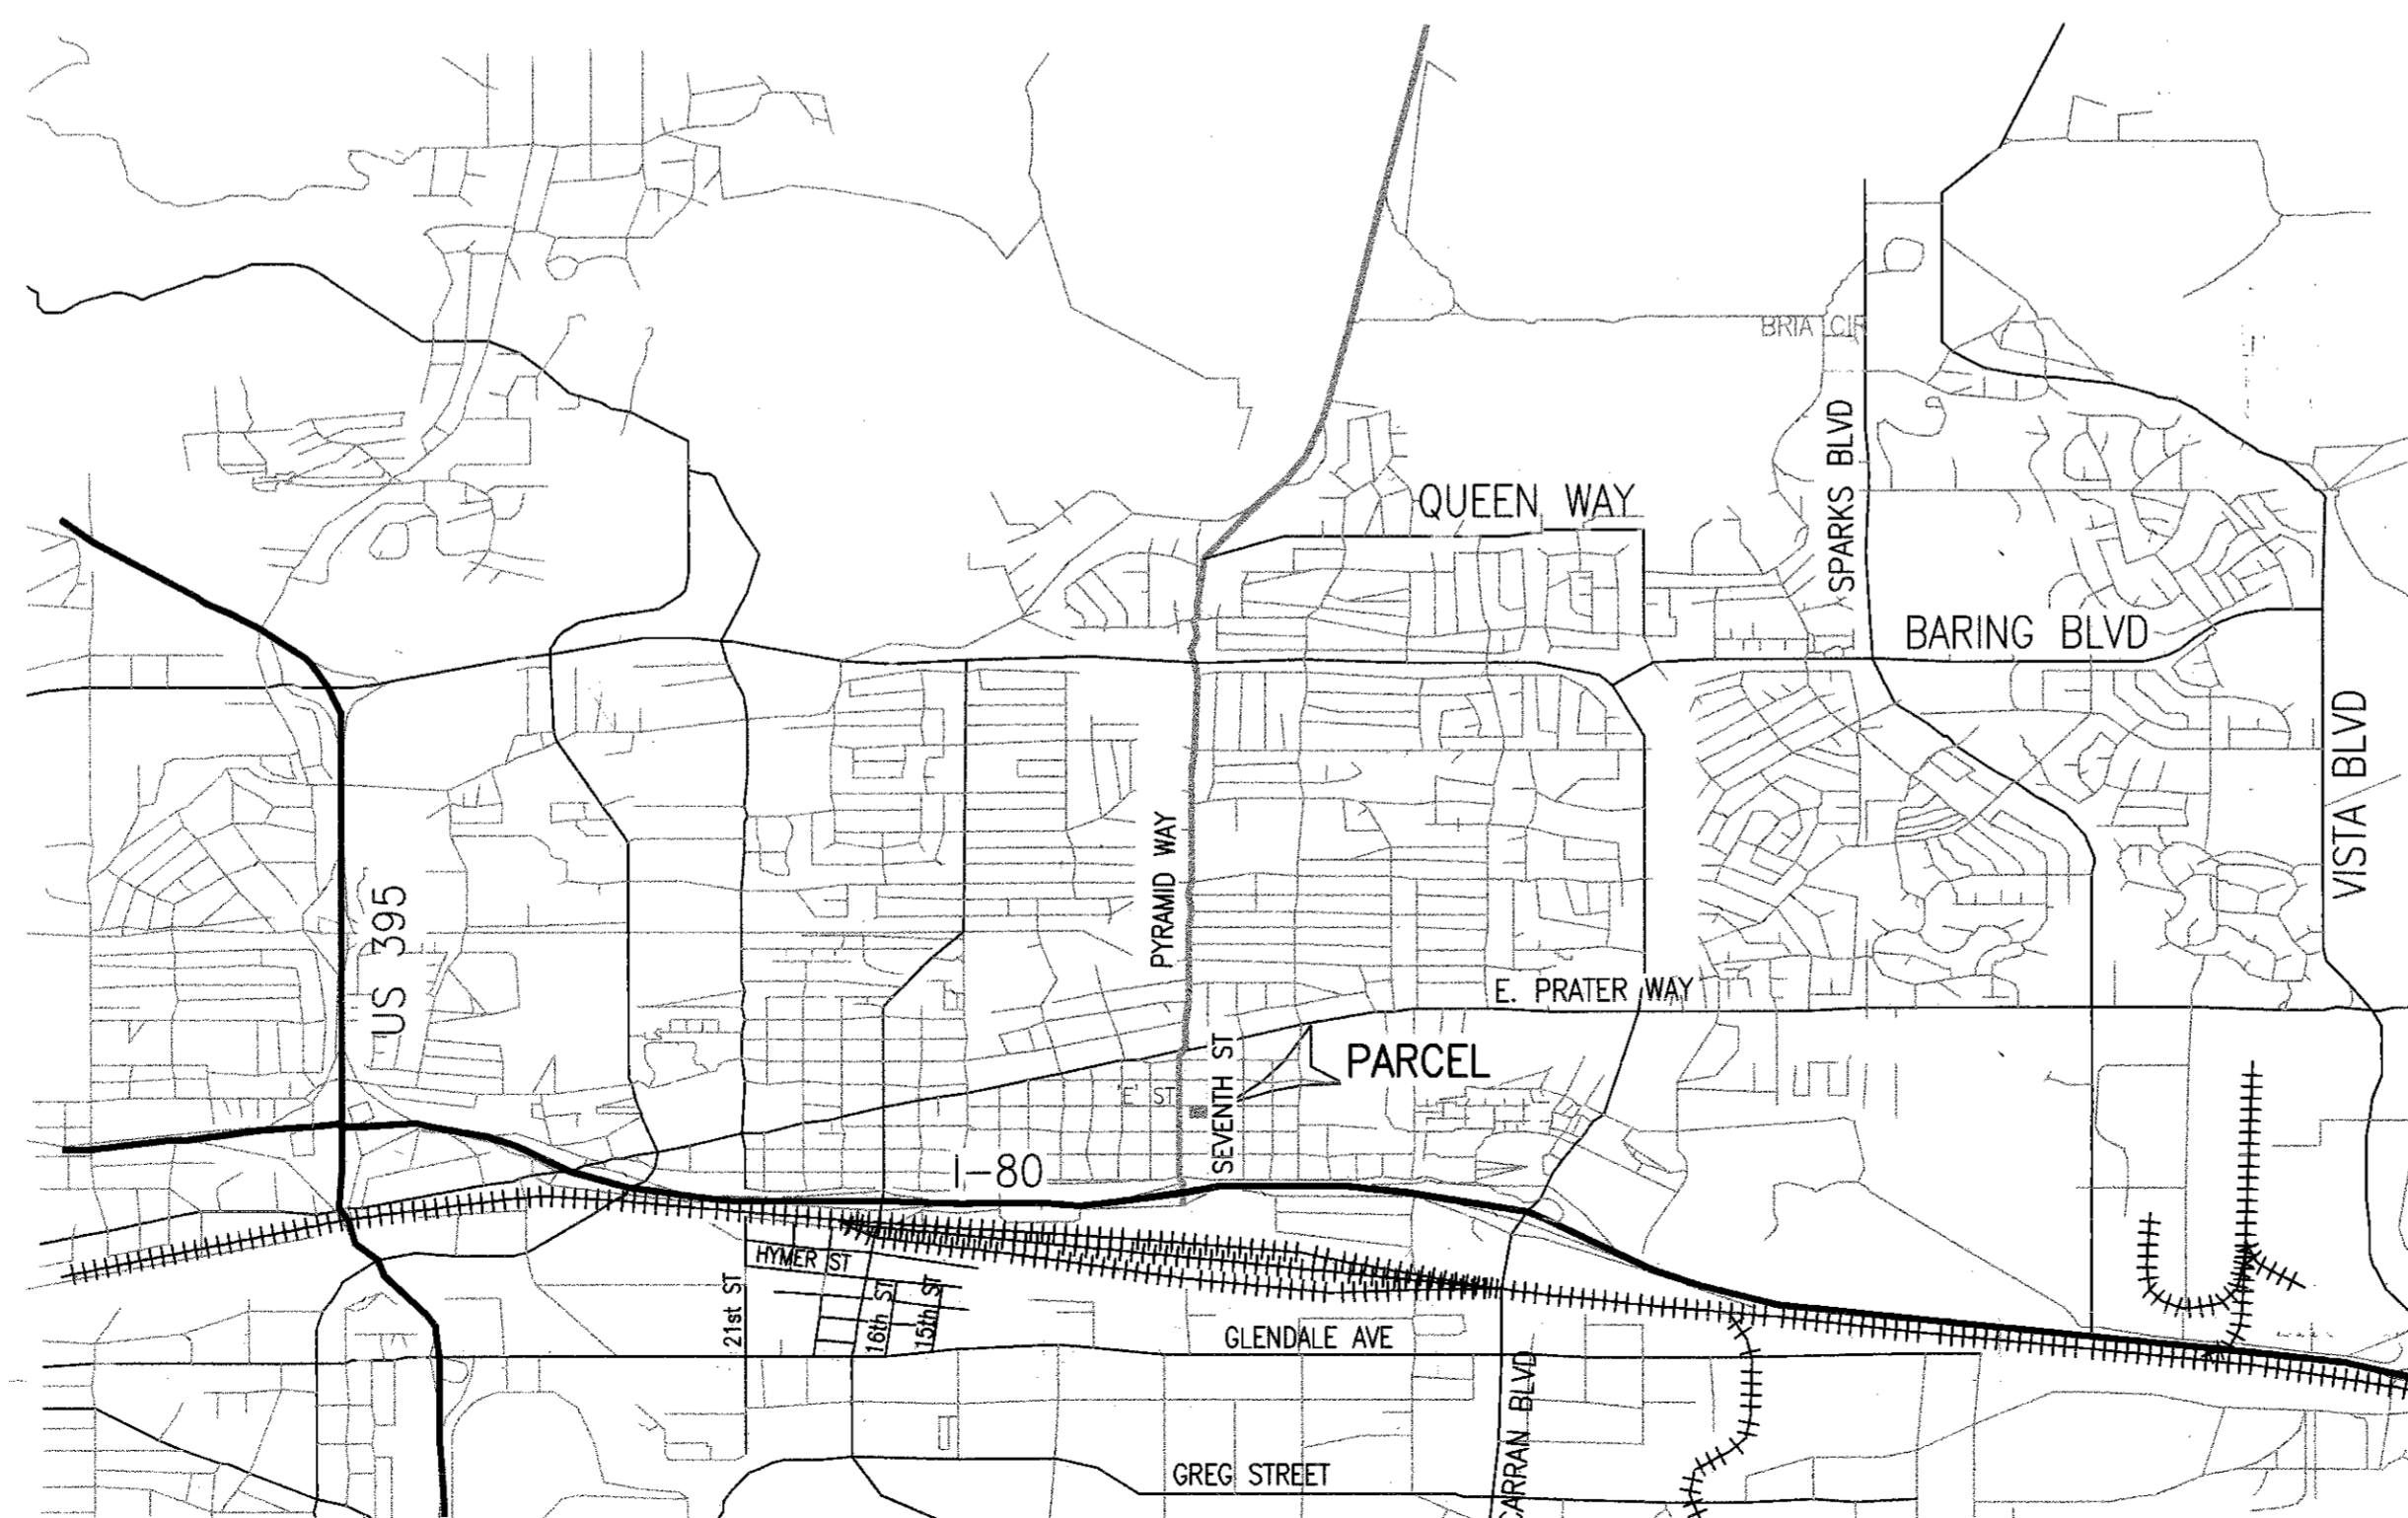 BRIA CIR
QUEEN WAY
SPARKS BLVD
BARING BLVD
VISTA BLVD
PYRAMID WAY
US 395
E. PRATER WAY
SEVENTH ST
PARCEL
'E' ST
I-80
HYMER ST
21st ST
16th ST
15th ST
GLENDALE AVE
CARRAN BLVD
GREG STREET